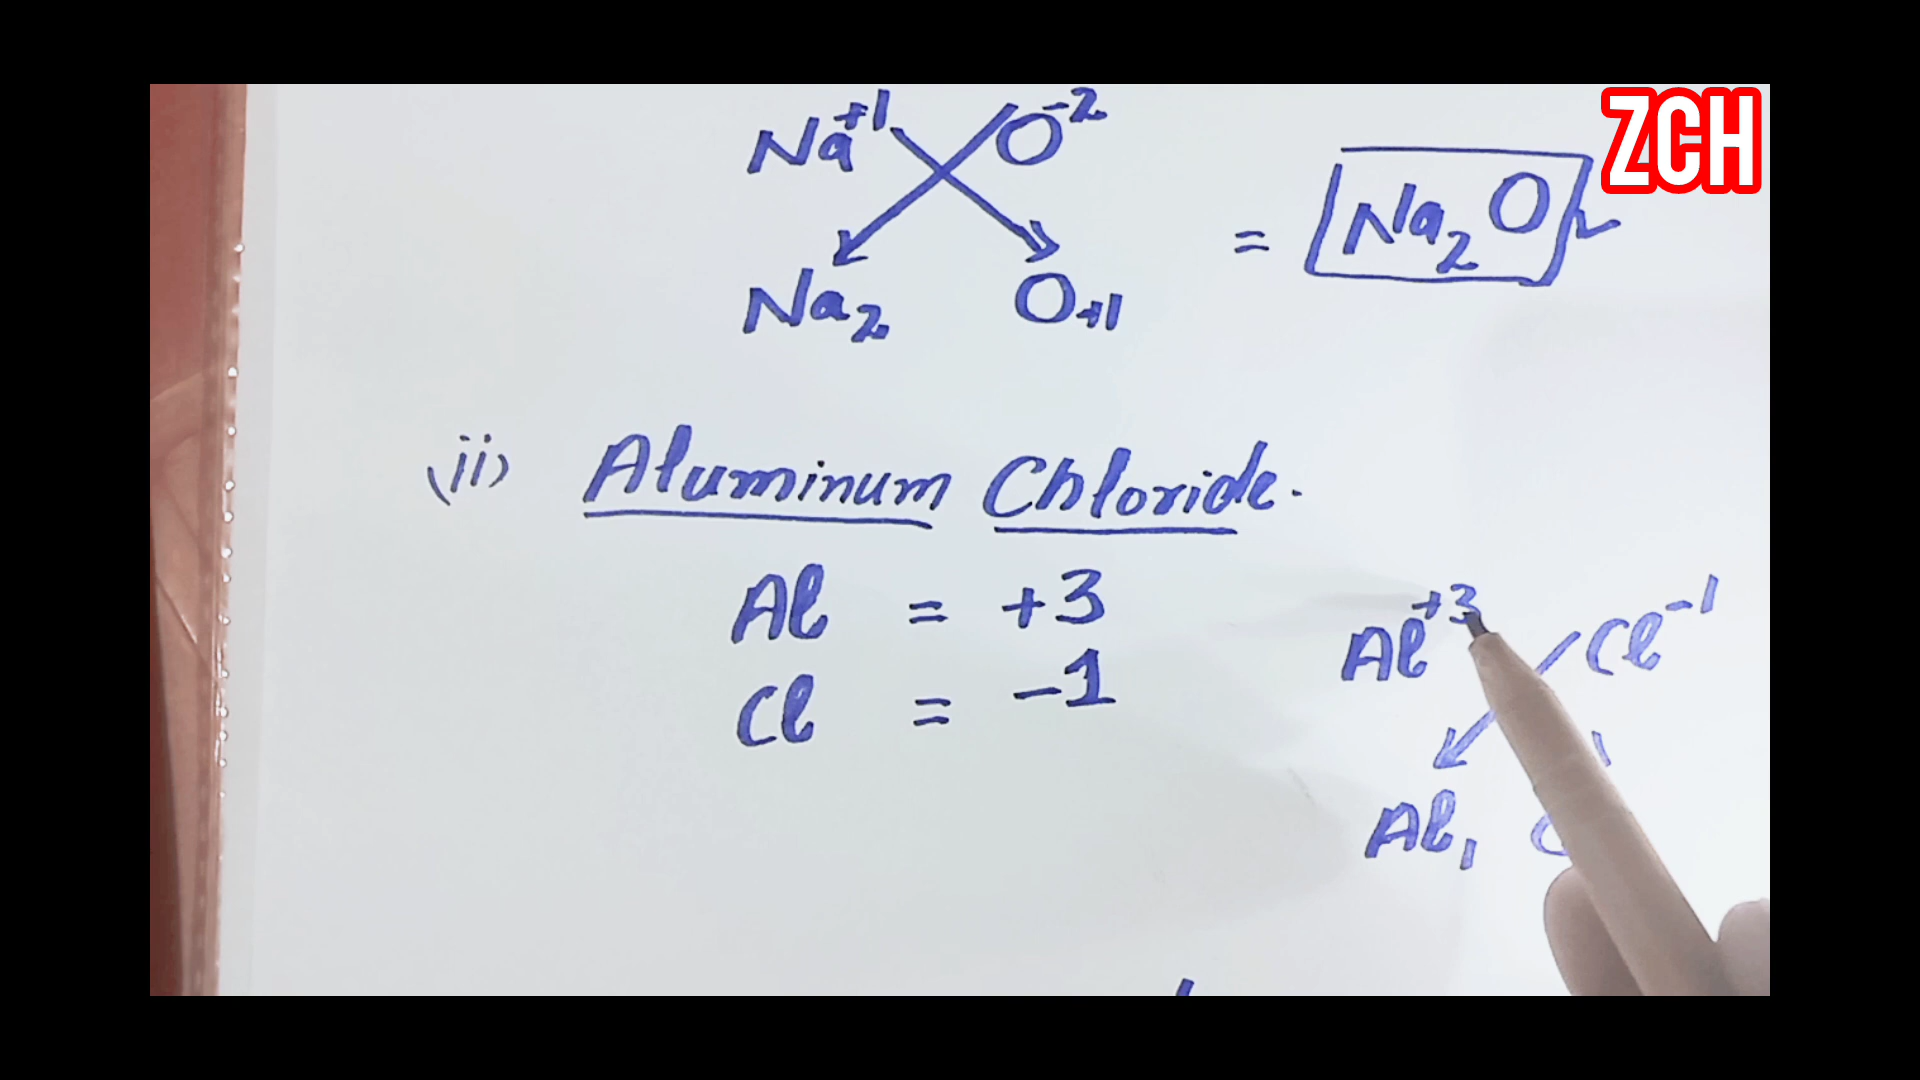 ZCH
Na+1 O-2
= Na2O
Na2 O+1
(ii) Aluminum Chloride.
Al = +3
Al+3 Cl-1
Cl = -1
Al1